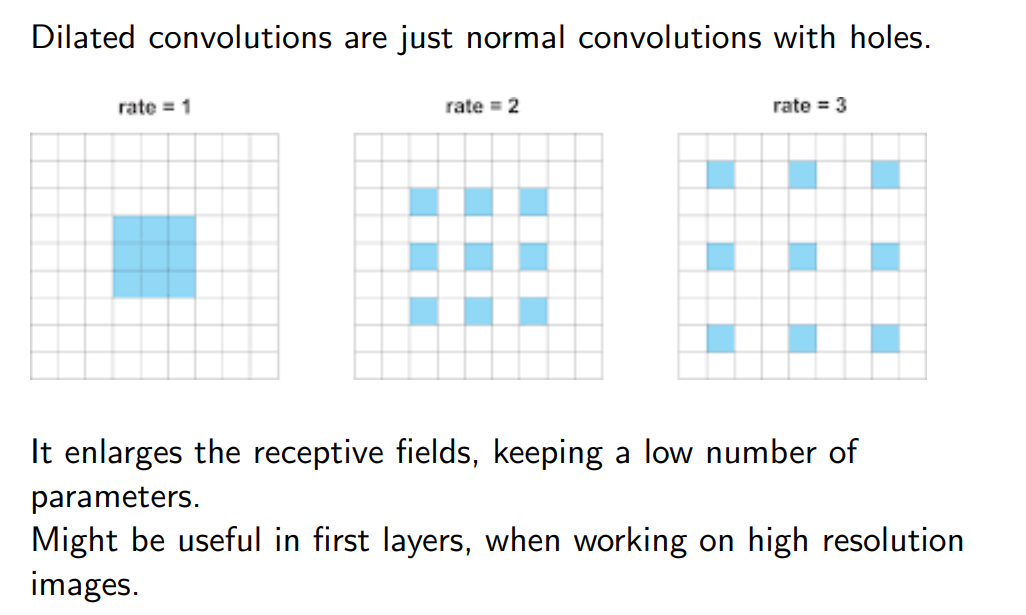 Dilated convolutions are just normal convolutions with holes.
rate = 1
rate = 2
rate = 3
It enlarges the receptive fields, keeping a low number of
parameters.
Might be useful in first layers, when working on high resolution
images.